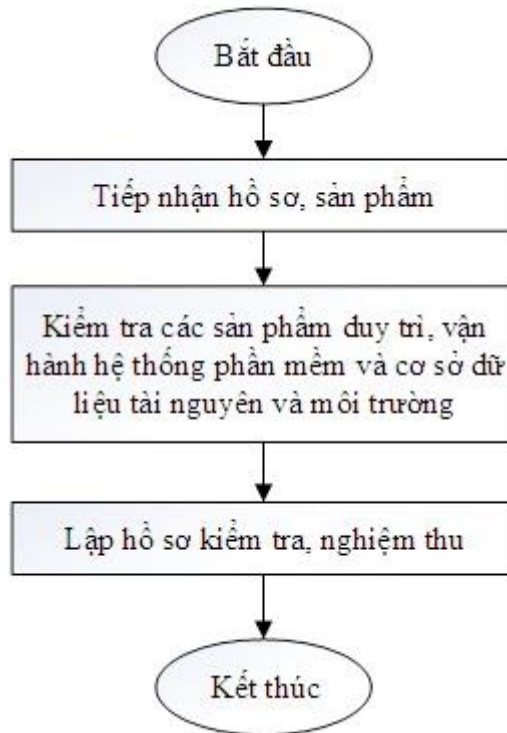 Bắt đầu
Tiếp nhận hồ sơ, sản phẩm
Kiểm tra các sản phẩm duy trì, vận
hành hệ thống phần mềm và cơ sở dữ
liệu tài nguyên và môi trường
Lập hồ sơ kiểm tra, nghiệm thu
Kết thúc